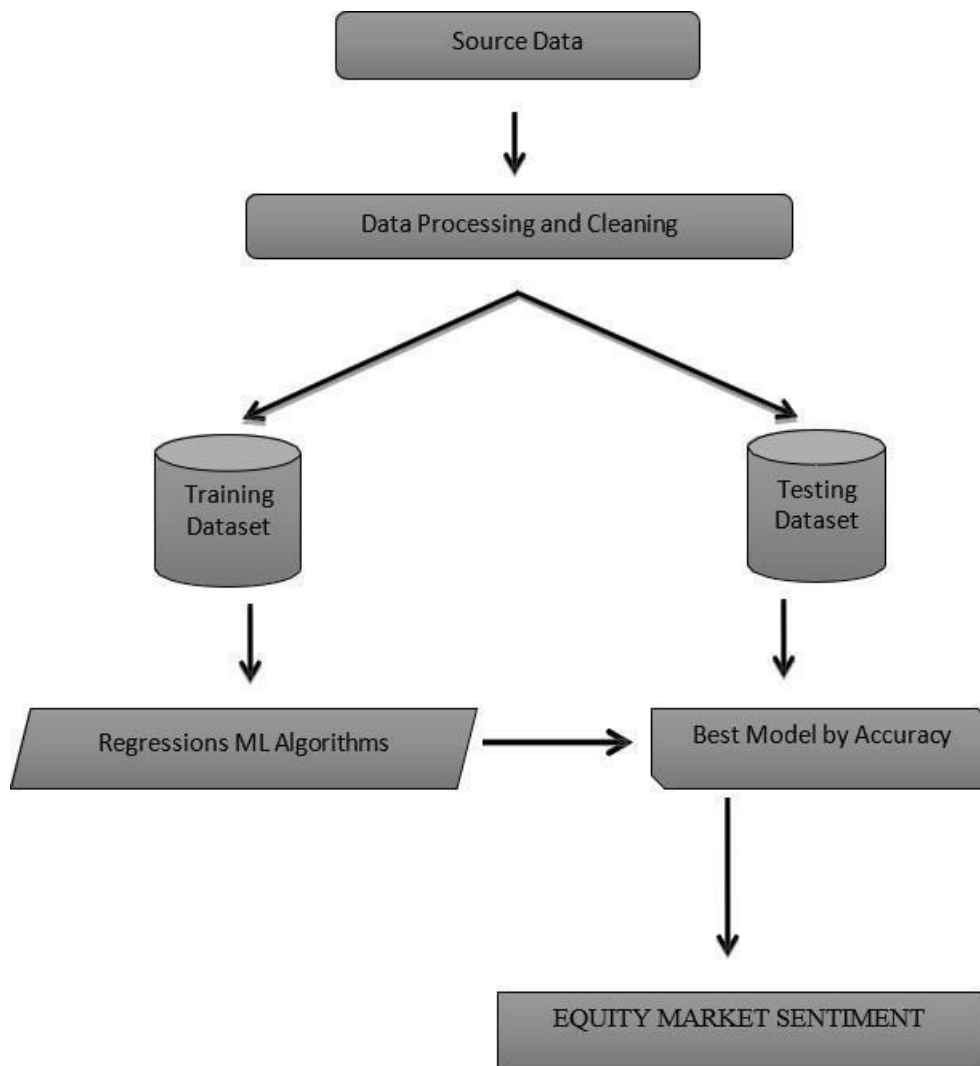 Source Data
Data Processing and Cleaning
Training
Dataset
Testing
Dataset
Regressions ML Algorithms
Best Model by Accuracy
EQUITY MARKET SENTIMENT